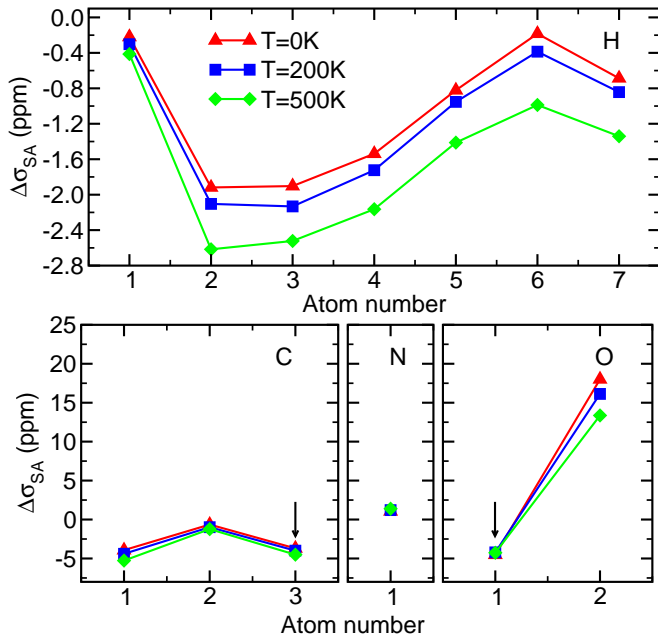 0.0
-0.4
-0.8
-1.2
-1.6
-2.0
-2.4
-2.8
Δσ_SA (ppm)
T=0K
T=200K
T=500K
H
1 2 3 4 5 6 7
Atom number
25
20
15
10
5
0
-5
Δσ_SA (ppm)
C
N
O
1 2 3
1
1 2
Atom number